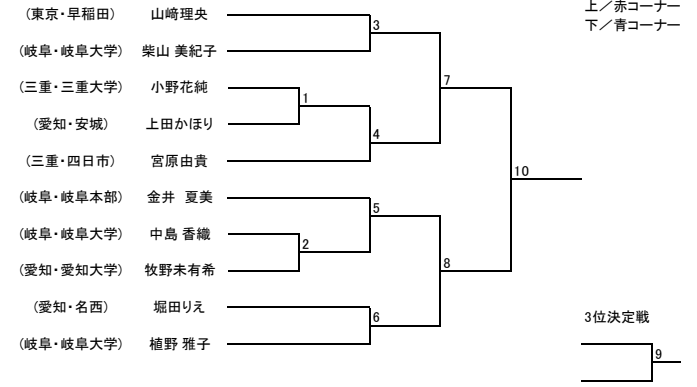 上／赤コーナー
下／青コーナー
(東京・早稲田) 山﨑理央
(岐阜・岐阜大学) 柴山 美紀子
(三重・三重大学) 小野花純
(愛知・安城) 上田かほり
(三重・四日市) 宮原由貴
(岐阜・岐阜本部) 金井 夏美
(岐阜・岐阜大学) 中島 香織
(愛知・愛知大学) 牧野未有希
(愛知・名西) 堀田りえ
(岐阜・岐阜大学) 植野 雅子
3
1
4
7
5
2
6
8
10
3位決定戦
9